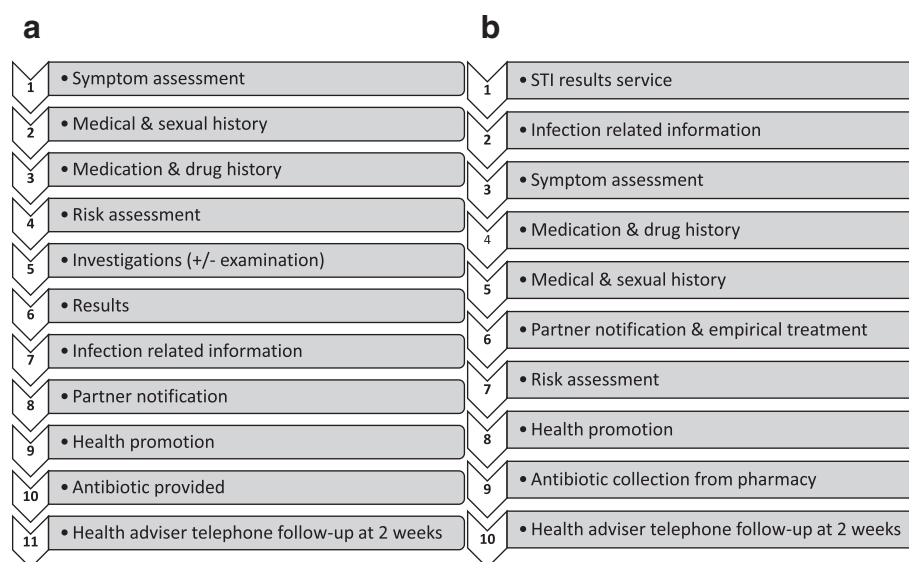 a
1 • Symptom assessment
2 • Medical & sexual history
3 • Medication & drug history
4 • Risk assessment
5 • Investigations (+/- examination)
6 • Results
7 • Infection related information
8 • Partner notification
9 • Health promotion
10 • Antibiotic provided
11 • Health adviser telephone follow-up at 2 weeks
b
1 • STI results service
2 • Infection related information
3 • Symptom assessment
4 • Medication & drug history
5 • Medical & sexual history
6 • Partner notification & empirical treatment
7 • Risk assessment
8 • Health promotion
9 • Antibiotic collection from pharmacy
10 • Health adviser telephone follow-up at 2 weeks